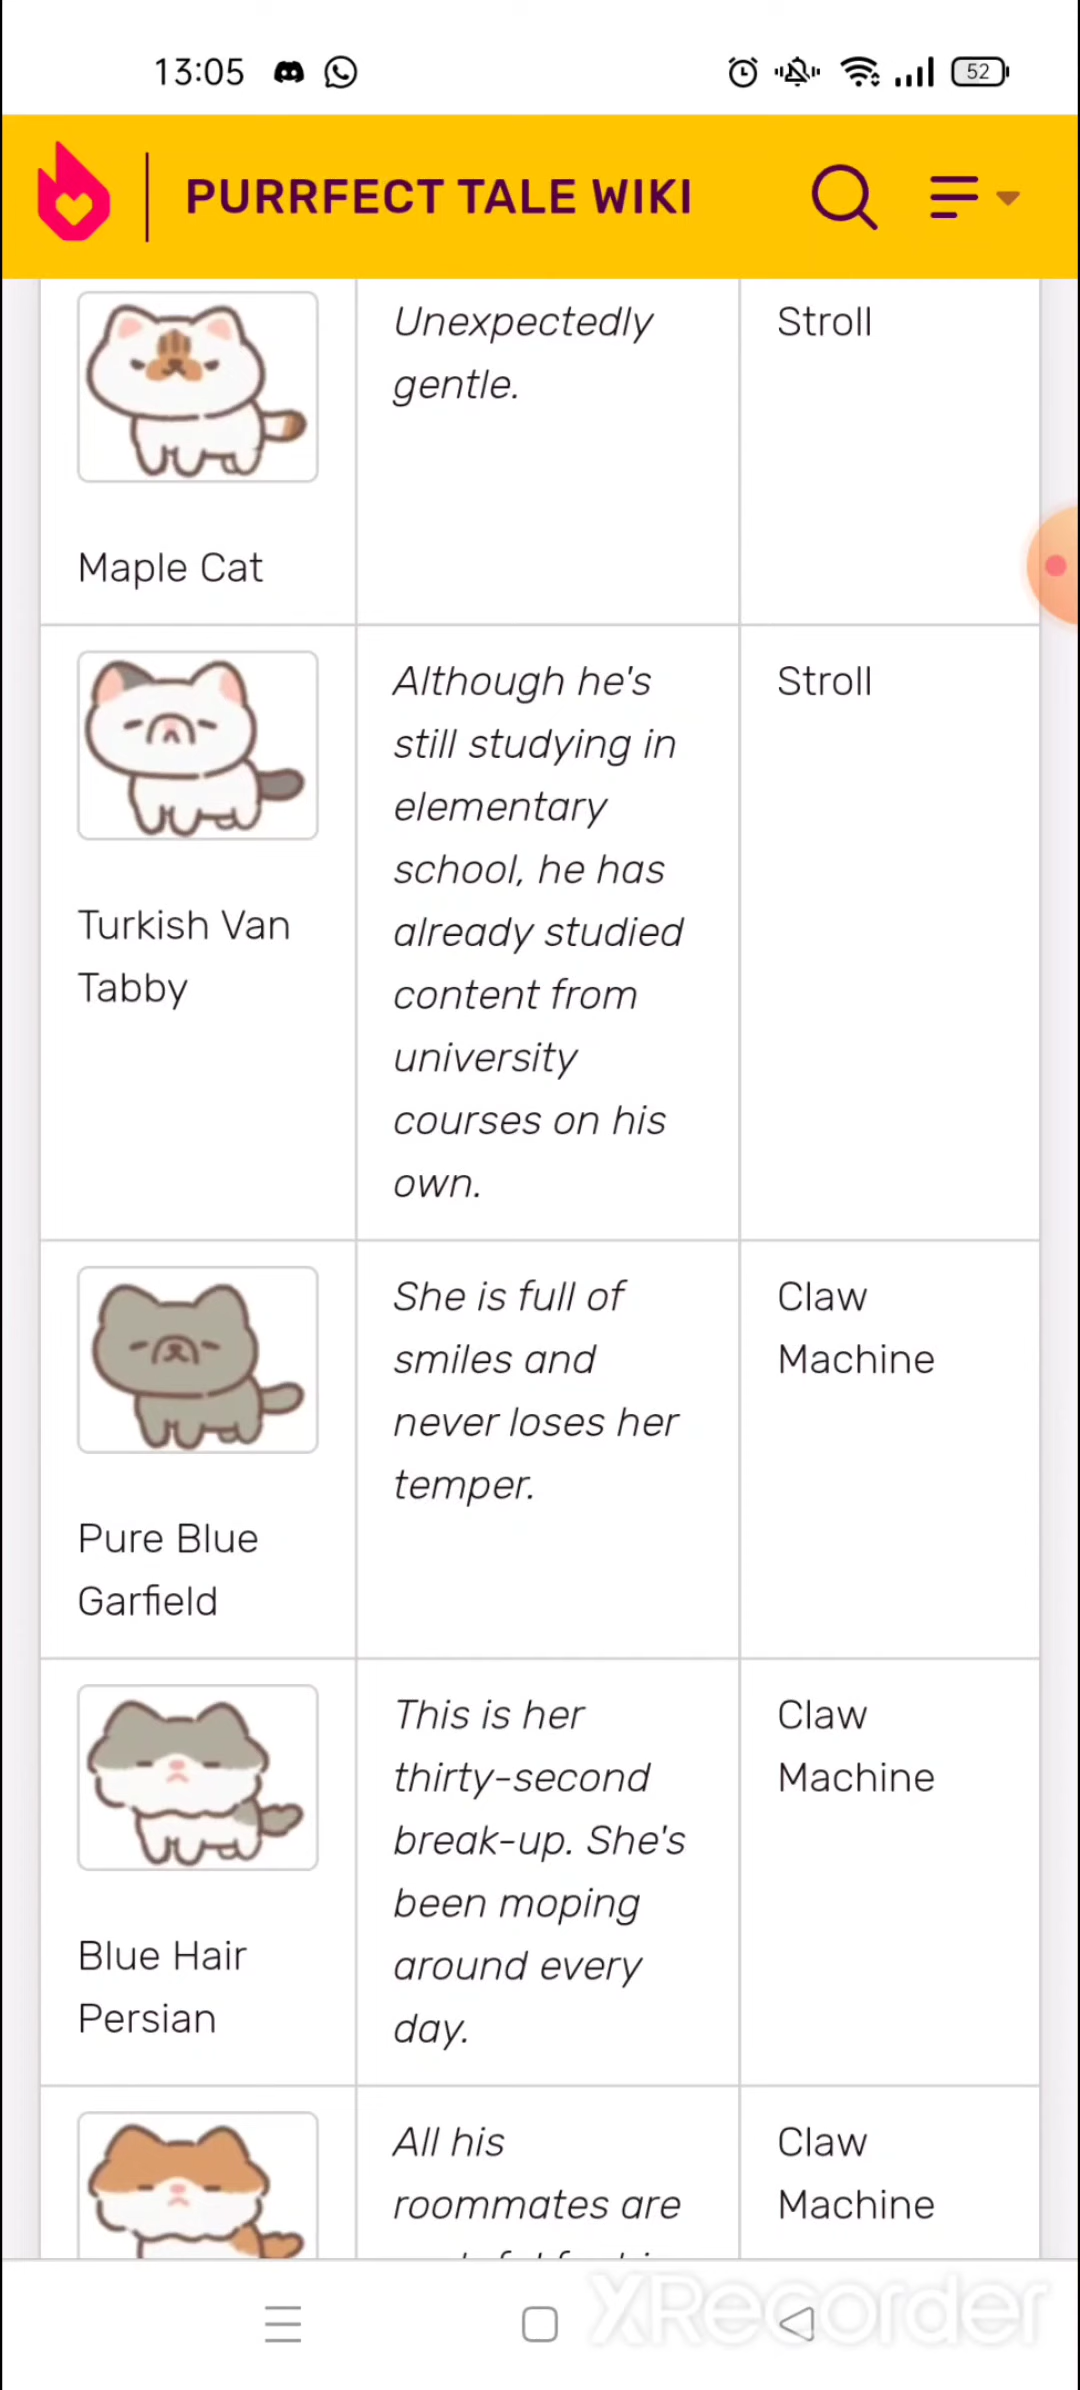 13:05
52
PURRFECT TALE WIKI
Unexpectedly
gentle.
Stroll
Maple Cat
Although he's
still studying in
elementary
school, he has
already studied
content from
university
courses on his
own.
Stroll
Turkish Van
Tabby
She is full of
smiles and
never loses her
temper.
Claw
Machine
Pure Blue
Garfield
This is her
thirty-second
break-up. She's
been moping
around every
day.
Claw
Machine
Blue Hair
Persian
All his
roommates are
Claw
Machine
XRecorder